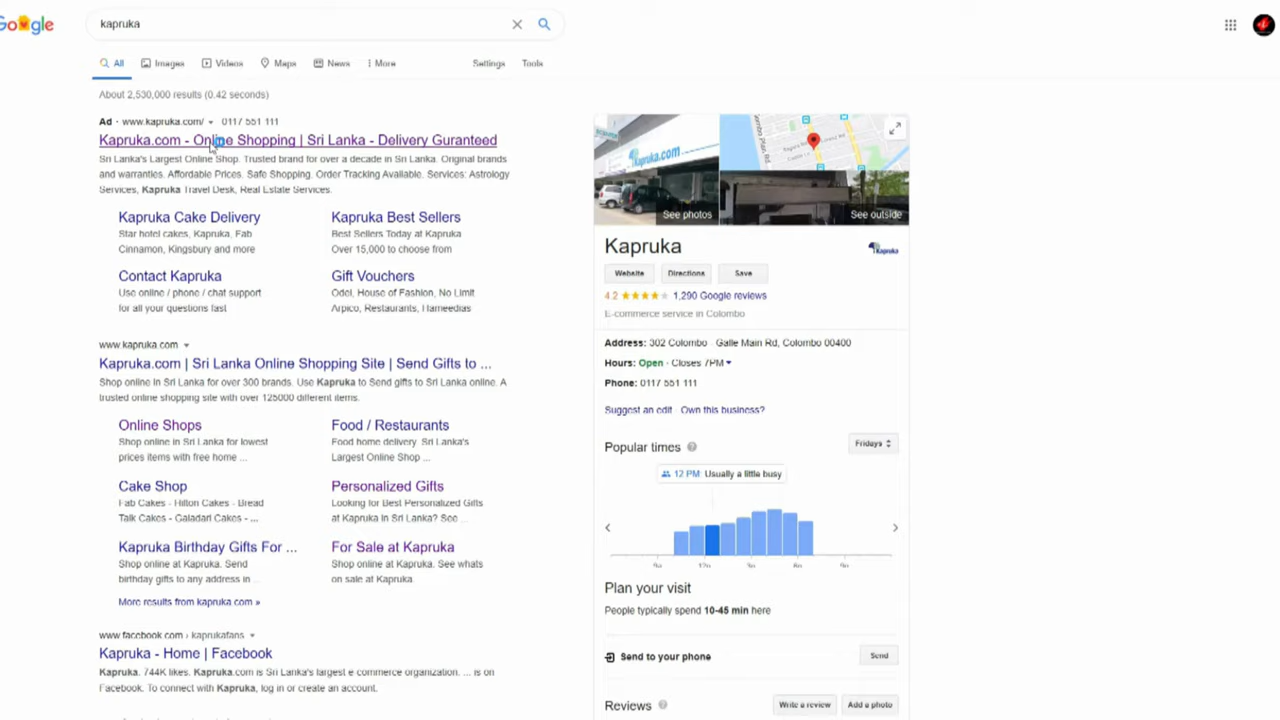 Google
kapruka
All Images Videos Maps News More Settings Tools
About 2,530,000 results (0.42 seconds)
Ad · www.kapruka.com/ 0117 551 111
Kapruka.com - Online Shopping | Sri Lanka - Delivery Guranteed
Sri Lanka's Largest Online Shop. Trusted brand for over a decade in Sri Lanka. Original brands
and warranties. Affordable Prices. Safe Shopping. Order Tracking Available. Services: Astrology
Services, Kapruka Travel Desk, Real Estate Services.
Kapruka Cake Delivery
Star hotel cakes, Kapruka, Fab
Cinnamon, Kingsbury and more
Kapruka Best Sellers
Best Sellers Today at Kapruka
Over 15,000 to choose from
Contact Kapruka
Use online / phone / chat support
for all your questions fast
Gift Vouchers
Odel, House of Fashion, No Limit
Arpico, Restaurants, Hameedias
www.kapruka.com
Kapruka.com | Sri Lanka Online Shopping Site | Send Gifts to ...
Shop online in Sri Lanka for over 300 brands. Use Kapruka to Send gifts to Sri Lanka online. A
trusted online shopping site with over 125000 different items.
Online Shops
Shop online in Sri Lanka for lowest
prices items with free home ...
Food / Restaurants
Food home delivery. Sri Lanka's
Largest Online Shop ...
Cake Shop
Fab Cakes - Hilton Cakes - Bread
Talk Cakes - Galadari Cakes - ...
Personalized Gifts
Looking for Best Personalized Gifts
at Kapruka in Sri Lanka? See ...
Kapruka Birthday Gifts For ...
Shop online at Kapruka. Send
birthday gifts to any address in ...
For Sale at Kapruka
Shop online at Kapruka. See whats
on sale at Kapruka
More results from kapruka.com »
www.facebook.com › kaprukafans
Kapruka - Home | Facebook
Kapruka. 744K likes. Kapruka.com is Sri Lanka's largest e commerce organization. ... is on
Facebook. To connect with Kapruka, log in or create an account.
kapruka.com
See photos
See outside
Kapruka
Kapruka
Website Directions Save
4.2 1,290 Google reviews
E-commerce service in Colombo
Address: 302 Colombo - Galle Main Rd, Colombo 00400
Hours: Open · Closes 7PM
Phone: 0117 551 111
Suggest an edit · Own this business?
Popular times Fridays
12 PM: Usually a little busy
9a 12p 3p 6p 9p
Plan your visit
People typically spend 10-45 min here
Send to your phone Send
Reviews Write a review Add a photo